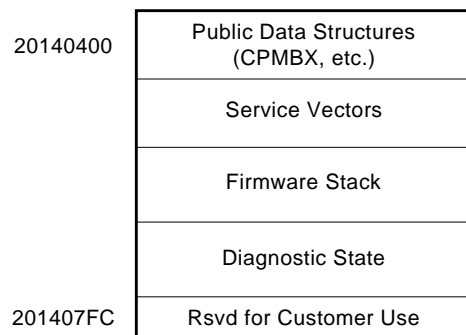 20140400
Public Data Structures
(CPMBX, etc.)
Service Vectors
Firmware Stack
Diagnostic State
201407FC
Rsvd for Customer Use